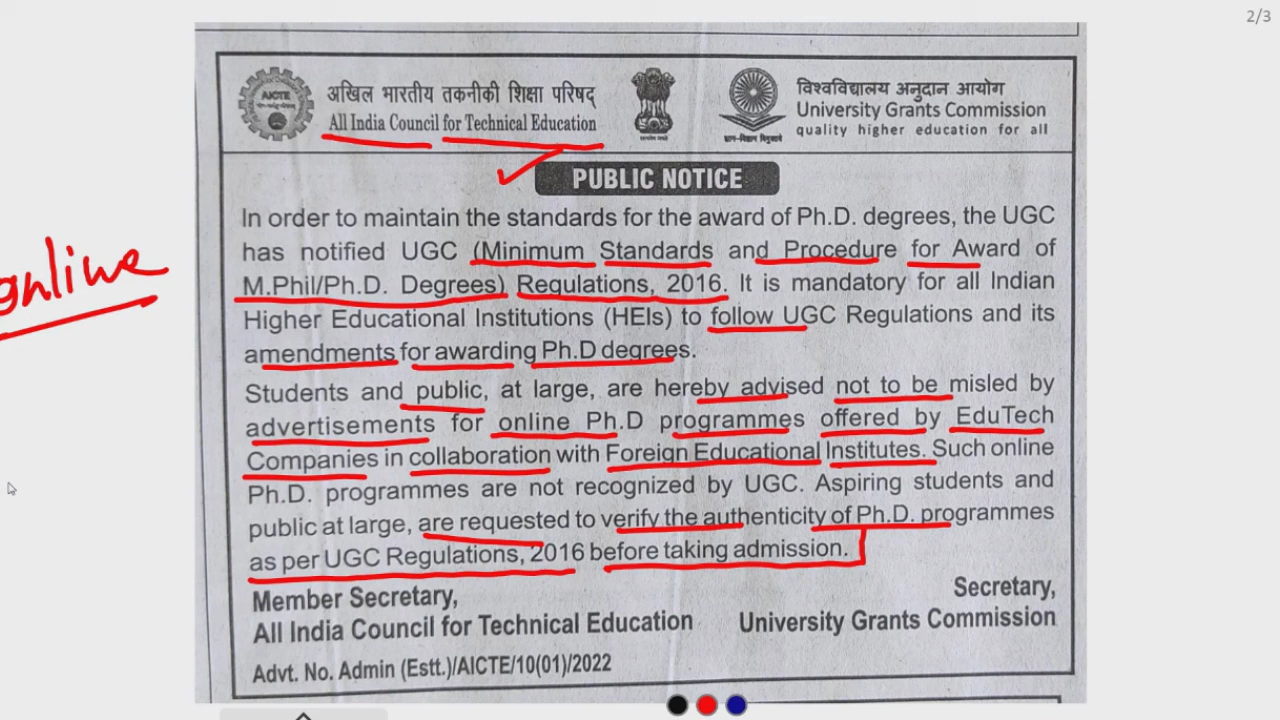 2/3
अखिल भारतीय तकनीकी शिक्षा परिषद्
All India Council for Technical Education
AICTE
विश्वविद्यालय अनुदान आयोग
University Grants Commission
quality higher education for all
PUBLIC NOTICE
In order to maintain the standards for the award of Ph.D. degrees, the UGC
has notified UGC (Minimum Standards and Procedure for Award of
M.Phil/Ph.D. Degrees) Regulations, 2016. It is mandatory for all Indian
Higher Educational Institutions (HEIs) to follow UGC Regulations and its
amendments for awarding Ph.D degrees.
Students and public, at large, are hereby advised not to be misled by
advertisements for online Ph.D programmes offered by EduTech
Companies in collaboration with Foreign Educational Institutes. Such online
Ph.D. programmes are not recognized by UGC. Aspiring students and
public at large, are requested to verify the authenticity of Ph.D. programmes
as per UGC Regulations, 2016 before taking admission.
Member Secretary,
All India Council for Technical Education
Secretary,
University Grants Commission
Advt. No. Admin (Estt.)/AICTE/10(01)/2022
online